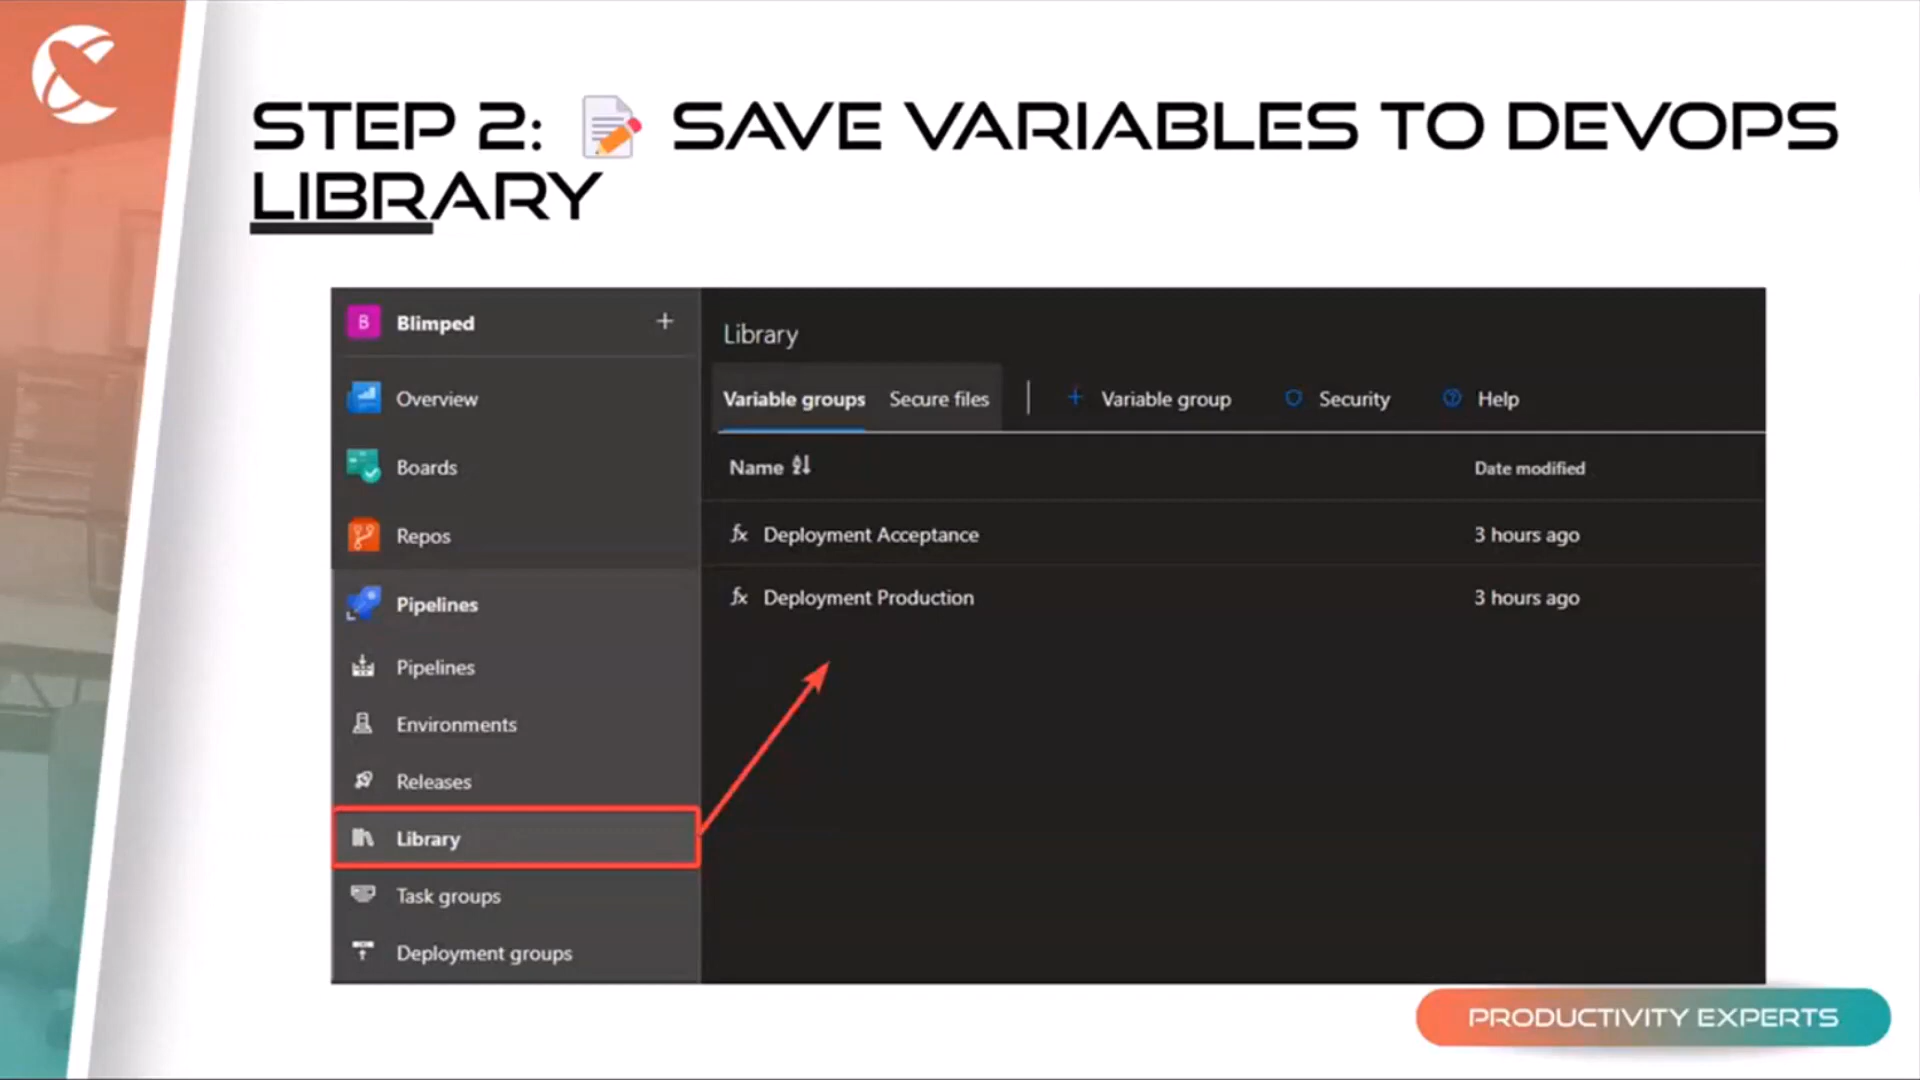 STEP 2: 📝 SAVE VARIABLES TO DEVOPS
LIBRARY
B Blimped +
Overview
Boards
Repos
Pipelines
Pipelines
Environments
Releases
Library
Task groups
Deployment groups
Library
Variable groups Secure files | + Variable group Security ? Help
Name Date modified
fx Deployment Acceptance 3 hours ago
fx Deployment Production 3 hours ago
PRODUCTIVITY EXPERTS